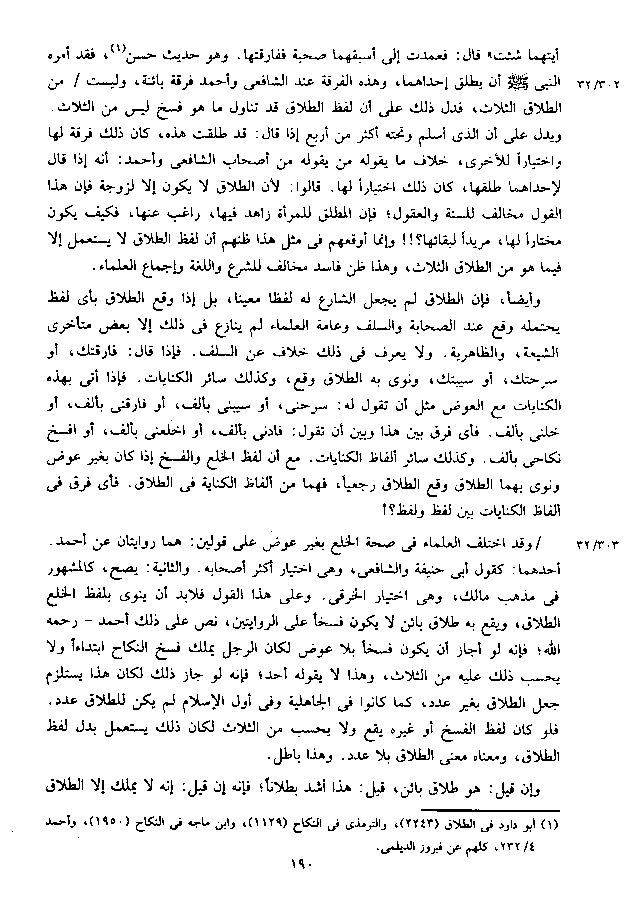 أيتهما شئت» قال: فعمدت إلى أسبقهما صحبة ففارقتها. وهو حديث حسن(١)، فقد أمره
٣٢/٣٠٢ النبى ﷺ أن يطلق إحداهما، وهذه الفرقة عند الشافعى وأحمد فرقة بائنة، وليست / من
الطلاق الثلاث، فدل ذلك على أن لفظ الطلاق قد تناول ما هو فسخ ليس من الثلاث.
ويدل على أن الذى أسلم وتحته أكثر من أربع إذا قال: قد طلقت هذه، كان ذلك فرقة لها
واختياراً للأخرى، خلاف ما يقوله من يقوله من أصحاب الشافعى وأحمد: أنه إذا قال
لإحداهما طلقها، كان ذلك اختياراً لها. قالوا: لأن الطلاق لا يكون إلا لزوجة فإن هذا
القول مخالف للسنة والعقول؛ فإن المطلق للمرأة زاهد فيها، راغب عنها، فكيف يكون
مختاراً لها، مريداً لبقائها؟!! وإنما أوقعهم فى مثل هذا ظنهم أن لفظ الطلاق لا يستعمل إلا
فيما هو من الطلاق الثلاث، وهذا ظن فاسد مخالف للشرع واللغة وإجماع العلماء.
وأيضاً، فإن الطلاق لم يجعل الشارع له لفظا معينا، بل إذا وقع الطلاق بأى لفظ
يحتمله وقع عند الصحابة والسلف وعامة العلماء لم ينازع فى ذلك إلا بعض متأخرى
الشيعة، والظاهرية. ولا يعرف فى ذلك خلاف عن السلف. فإذا قال: فارقتك، أو
سرحتك، أو سيبتك، ونوى به الطلاق وقع، وكذلك سائر الكنايات. فإذا أتى بهذه
الكنايات مع العوض مثل أن تقول له: سرحنى، أو سيبنى بألف، أو فارقنى بألف، أو
خلنى بألف. فأى فرق بين هذا وبين أن تقول: فادنى بألف، أو اخلعنى بألف، أو افسخ
نكاحى بألف. وكذلك سائر ألفاظ الكنايات. مع أن لفظ الخلع والفسخ إذا كان بغير عوض
ونوى بهما الطلاق وقع الطلاق رجعياً، فهما من ألفاظ الكناية فى الطلاق. فأى فرق فى
ألفاظ الكنايات بين لفظ ولفظ؟!
٣٢/٣٠٣ / وقد اختلف العلماء فى صحة الخلع بغير عوض على قولين: هما روايتان عن أحمد.
أحدهما: كقول أبى حنيفة والشافعى، وهى اختيار أكثر أصحابه. والثانية: يصح، كالمشهور
فى مذهب مالك، وهى اختيار الخرقى. وعلى هذا القول فلابد أن ينوى بلفظ الخلع
الطلاق، ويقع به طلاق بائن لا يكون فسخاً على الروايتين، نص على ذلك أحمد – رحمه
الله؛ فإنه لو أجاز أن يكون فسخاً بلا عوض لكان الرجل يملك فسخ النكاح ابتداءاً ولا
يحسب ذلك عليه من الثلاث، وهذا لا يقوله أحد؛ فإنه لو جاز ذلك لكان هذا يستلزم
جعل الطلاق بغير عدد، كما كانوا فى الجاهلية وفى أول الإسلام لم يكن للطلاق عدد.
فلو كان لفظ الفسخ أو غيره يقع ولا يحسب من الثلاث لكان ذلك يستعمل بدل لفظ
الطلاق، ومعناه معنى الطلاق بلا عدد. وهذا باطل.
وإن قيل: هو طلاق بائن، قيل: هذا أشد بطلاناً؛ فإنه إن قيل: إنه لا يملك إلا الطلاق
(١) أبو داود فى الطلاق (٢٢٤٣)، والترمذى فى النكاح (١١٢٩)، وابن ماجه فى النكاح (١٩٥٠)، وأحمد
٤/ ٢٣٢، كلهم عن فيروز الديلمى.
١٩٠